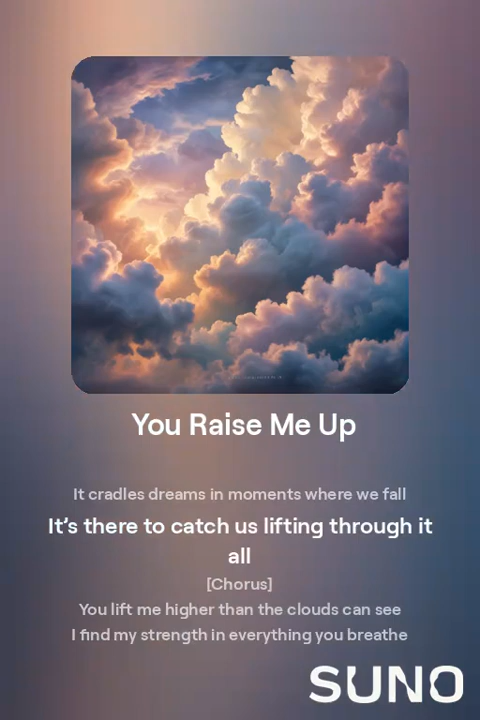 You Raise Me Up
It cradles dreams in moments where we fall
It's there to catch us lifting through it
all
[Chorus]
You lift me higher than the clouds can see
I find my strength in everything you breathe
SUNO